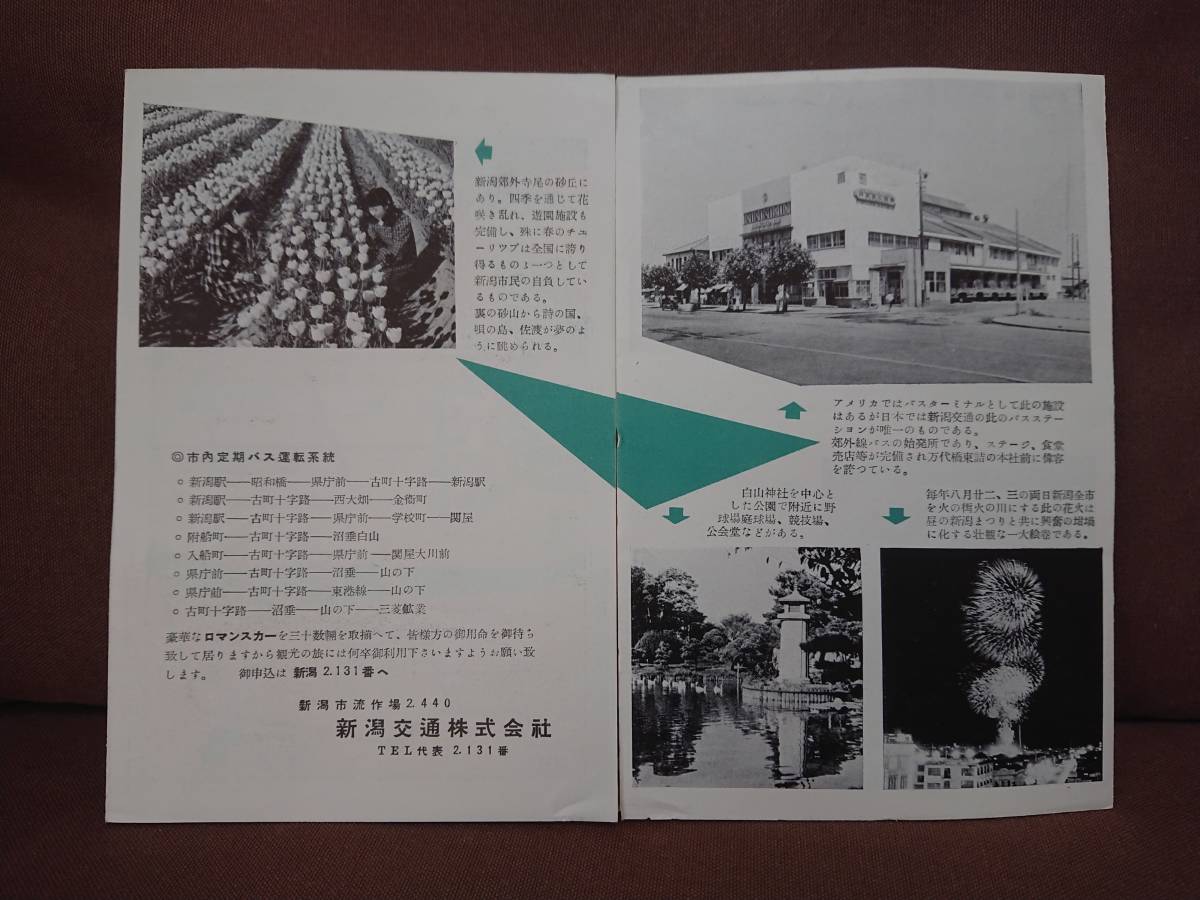 新潟郊外寺尾の砂丘に
あり。四季を通じて花
咲き乱れ、遊園施設も
完備し、殊に春のチユ
ーリツプは全国に誇り
得るものゝ一つとして
新潟市民の自負してい
るものである。
裏の砂山から詩の国、
唄の島、佐渡が夢のよ
うに眺められる。
◎市内定期バス運転系統
○ 新潟駅――昭和橋――県庁前――古町十字路――新潟駅
○ 新潟駅――古町十字路――西大畑――金衛町
○ 新潟駅――古町十字路――県庁前――学校町――関屋
○ 附船町――古町十字路――沼垂白山
○ 入船町――古町十字路――県庁前――関屋大川前
○ 県庁前――古町十字路――沼垂――山の下
○ 県庁前――古町十字路――東港線――山の下
○ 古町十字路――沼垂――山の下――三菱鉱業
豪華なロマンスカーを三十数輛を取揃へて、皆様方の御用命を御待ち
致して居りますから観光の旅には何卒御利用下さいますようお願い致
します。 御申込は 新潟 2.131番へ
新潟市流作場2.440
新潟交通株式会社
TEL代表 2.131番
アメリカではバスターミナルとして此の施設
はあるが日本では新潟交通の此のバスステー
ションが唯一のものである。
郊外線バスの始発所であり、ステージ、食堂
売店等が完備され万代橋東詰の本社前に偉容
を誇つている。
白山神社を中心と
した公園で附近に野
球場庭球場、競技場、
公会堂などがある。
毎年八月廿二、三の両日新潟全市
を火の街火の川にする此の花火は
昼の新潟まつりと共に興奮の坩堝
に化する壮観な一大絵巻である。